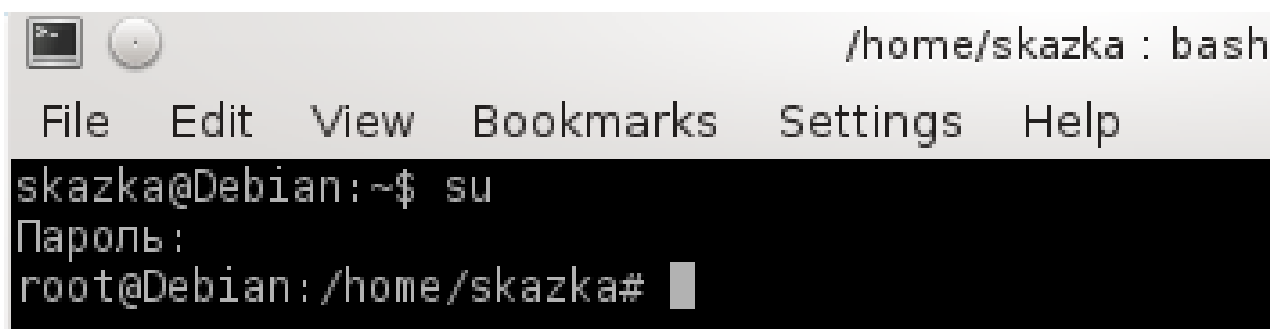 /home/skazka : bash
File Edit View Bookmarks Settings Help
skazka@Debian:~$ su
Пароль:
root@Debian:/home/skazka#